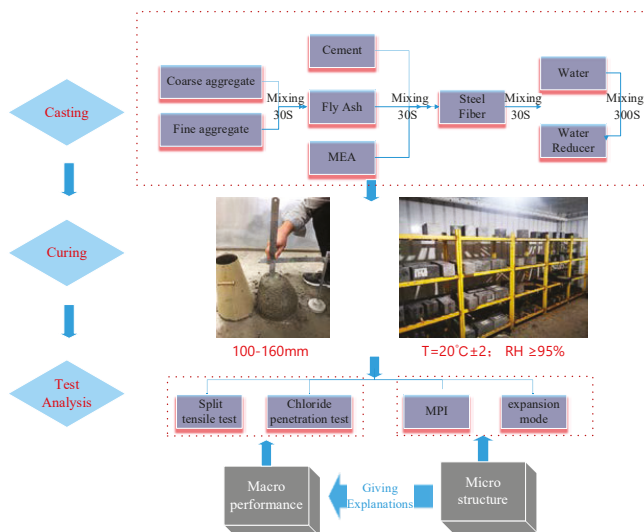 Cement
Coarse aggregate
Water
Mixing
30S
Fly Ash
Mixing
30S
Steel
Fiber
Mixing
30S
Mixing
300S
Casting
Fine aggregate
MEA
Water
Reducer
Curing
100-160mm
T=20℃±2; RH ≥95%
Test
Analysis
Split
tensile test
Chloride
penetration test
MPI
expansion
mode
Macro
performance
Giving
Explanations
Micro
structure